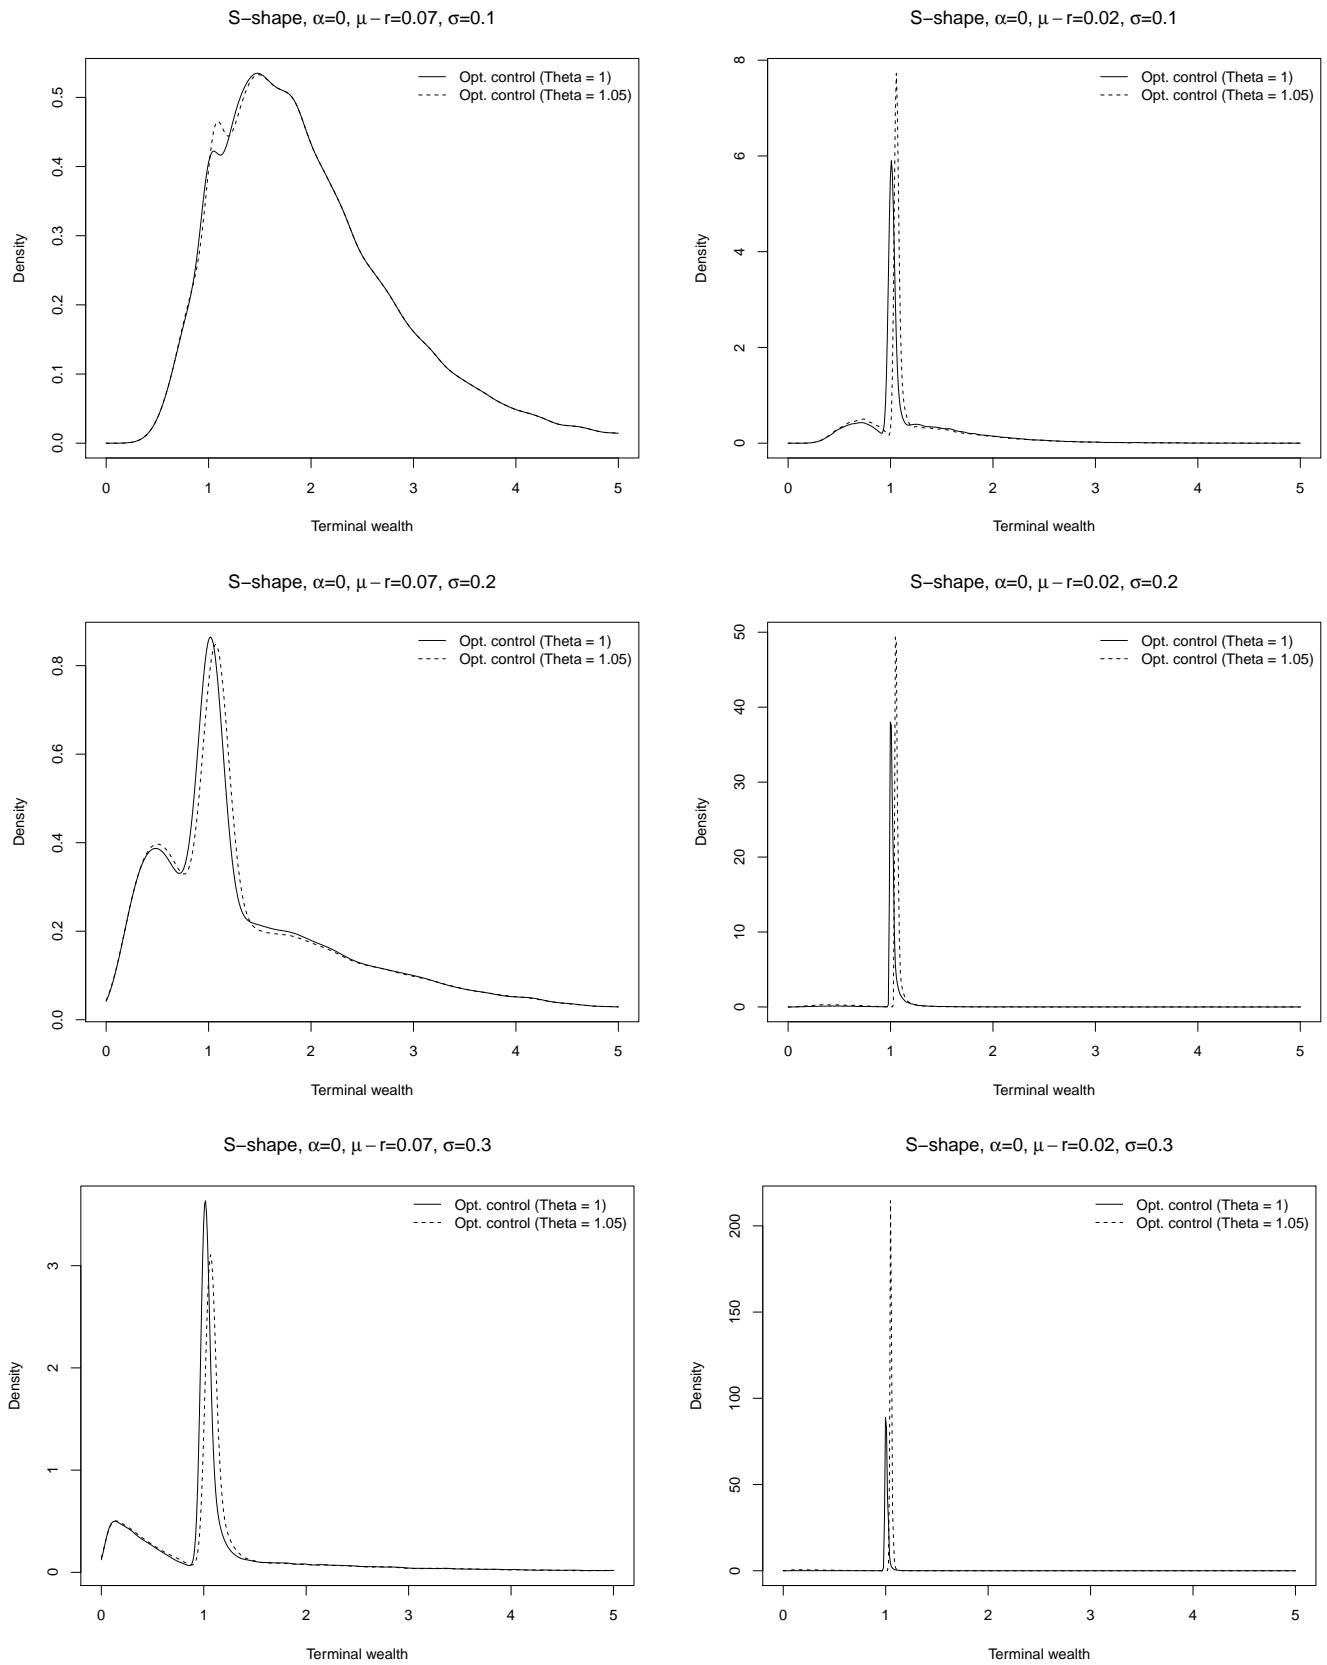 S−shape, α=0, μ − r=0.07, σ=0.1
Opt. control (Theta = 1)
Opt. control (Theta = 1.05)
Density
0.0 0.1 0.2 0.3 0.4 0.5
0 1 2 3 4 5
Terminal wealth
S−shape, α=0, μ − r=0.02, σ=0.1
Opt. control (Theta = 1)
Opt. control (Theta = 1.05)
Density
0 2 4 6 8
0 1 2 3 4 5
Terminal wealth
S−shape, α=0, μ − r=0.07, σ=0.2
Opt. control (Theta = 1)
Opt. control (Theta = 1.05)
Density
0.0 0.2 0.4 0.6 0.8
0 1 2 3 4 5
Terminal wealth
S−shape, α=0, μ − r=0.02, σ=0.2
Opt. control (Theta = 1)
Opt. control (Theta = 1.05)
Density
0 10 20 30 40 50
0 1 2 3 4 5
Terminal wealth
S−shape, α=0, μ − r=0.07, σ=0.3
Opt. control (Theta = 1)
Opt. control (Theta = 1.05)
Density
0 1 2 3
0 1 2 3 4 5
Terminal wealth
S−shape, α=0, μ − r=0.02, σ=0.3
Opt. control (Theta = 1)
Opt. control (Theta = 1.05)
Density
0 50 100 150 200
0 1 2 3 4 5
Terminal wealth